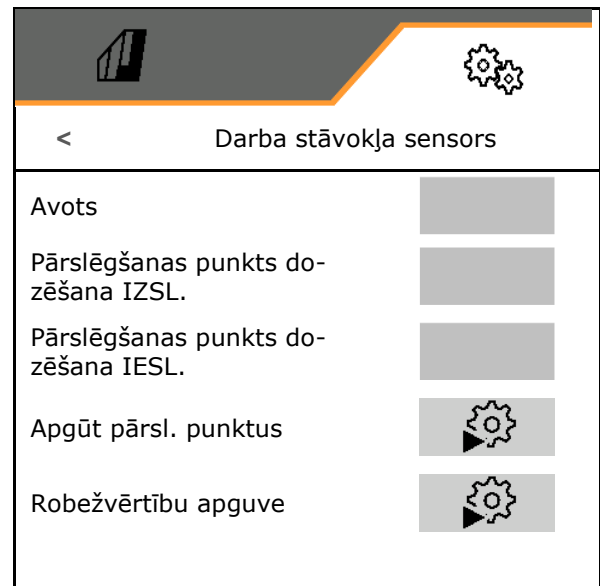 < Darba stāvokļa sensors
Avots
Pārslēgšanas punkts do-
zēšana IZSL.
Pārslēgšanas punkts do-
zēšana IESL.
Apgūt pārsl. punktus
Robežvērtību apguve